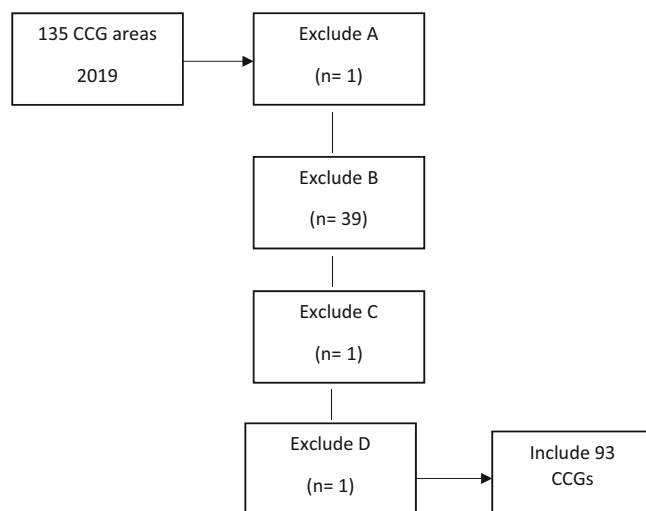 135 CCG areas
2019
Exclude A
(n= 1)
Exclude B
(n= 39)
Exclude C
(n= 1)
Exclude D
(n= 1)
Include 93
CCGs